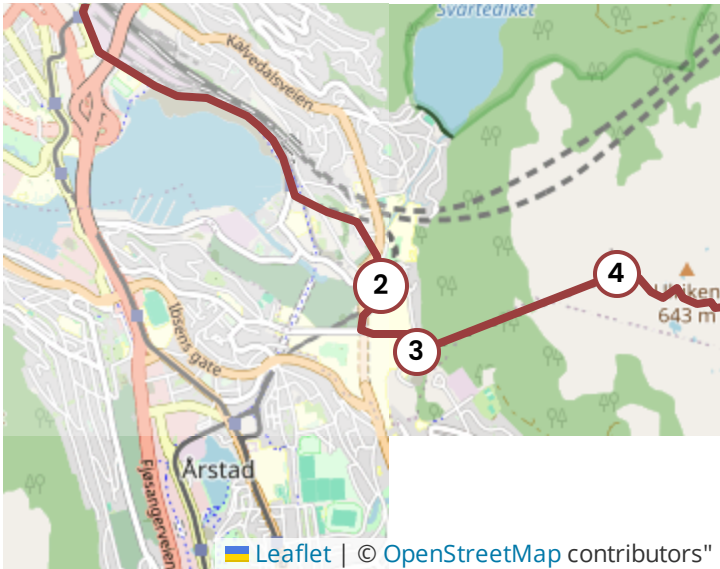 Svartediket
Kalvedalsveien
2
4
Ulriken
643 m
Ibsens gate
3
Årstad
Fjøsangerveien
Leaflet | © OpenStreetMap contributors"